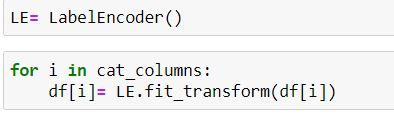 LE= LabelEncoder()
for i in cat_columns:
    df[i]= LE.fit_transform(df[i])